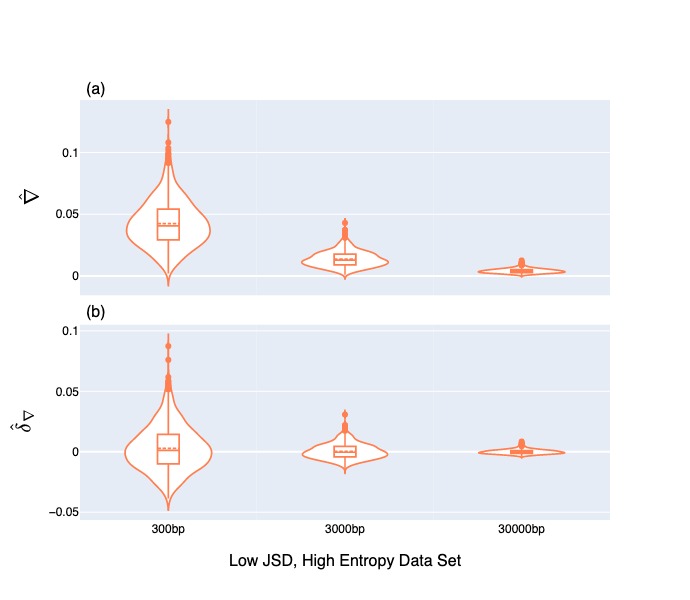 (a)
0.1
0.05
0
∇̂
(b)
0.1
0.05
0
−0.05
δ̂∇
300bp 3000bp 30000bp
Low JSD, High Entropy Data Set